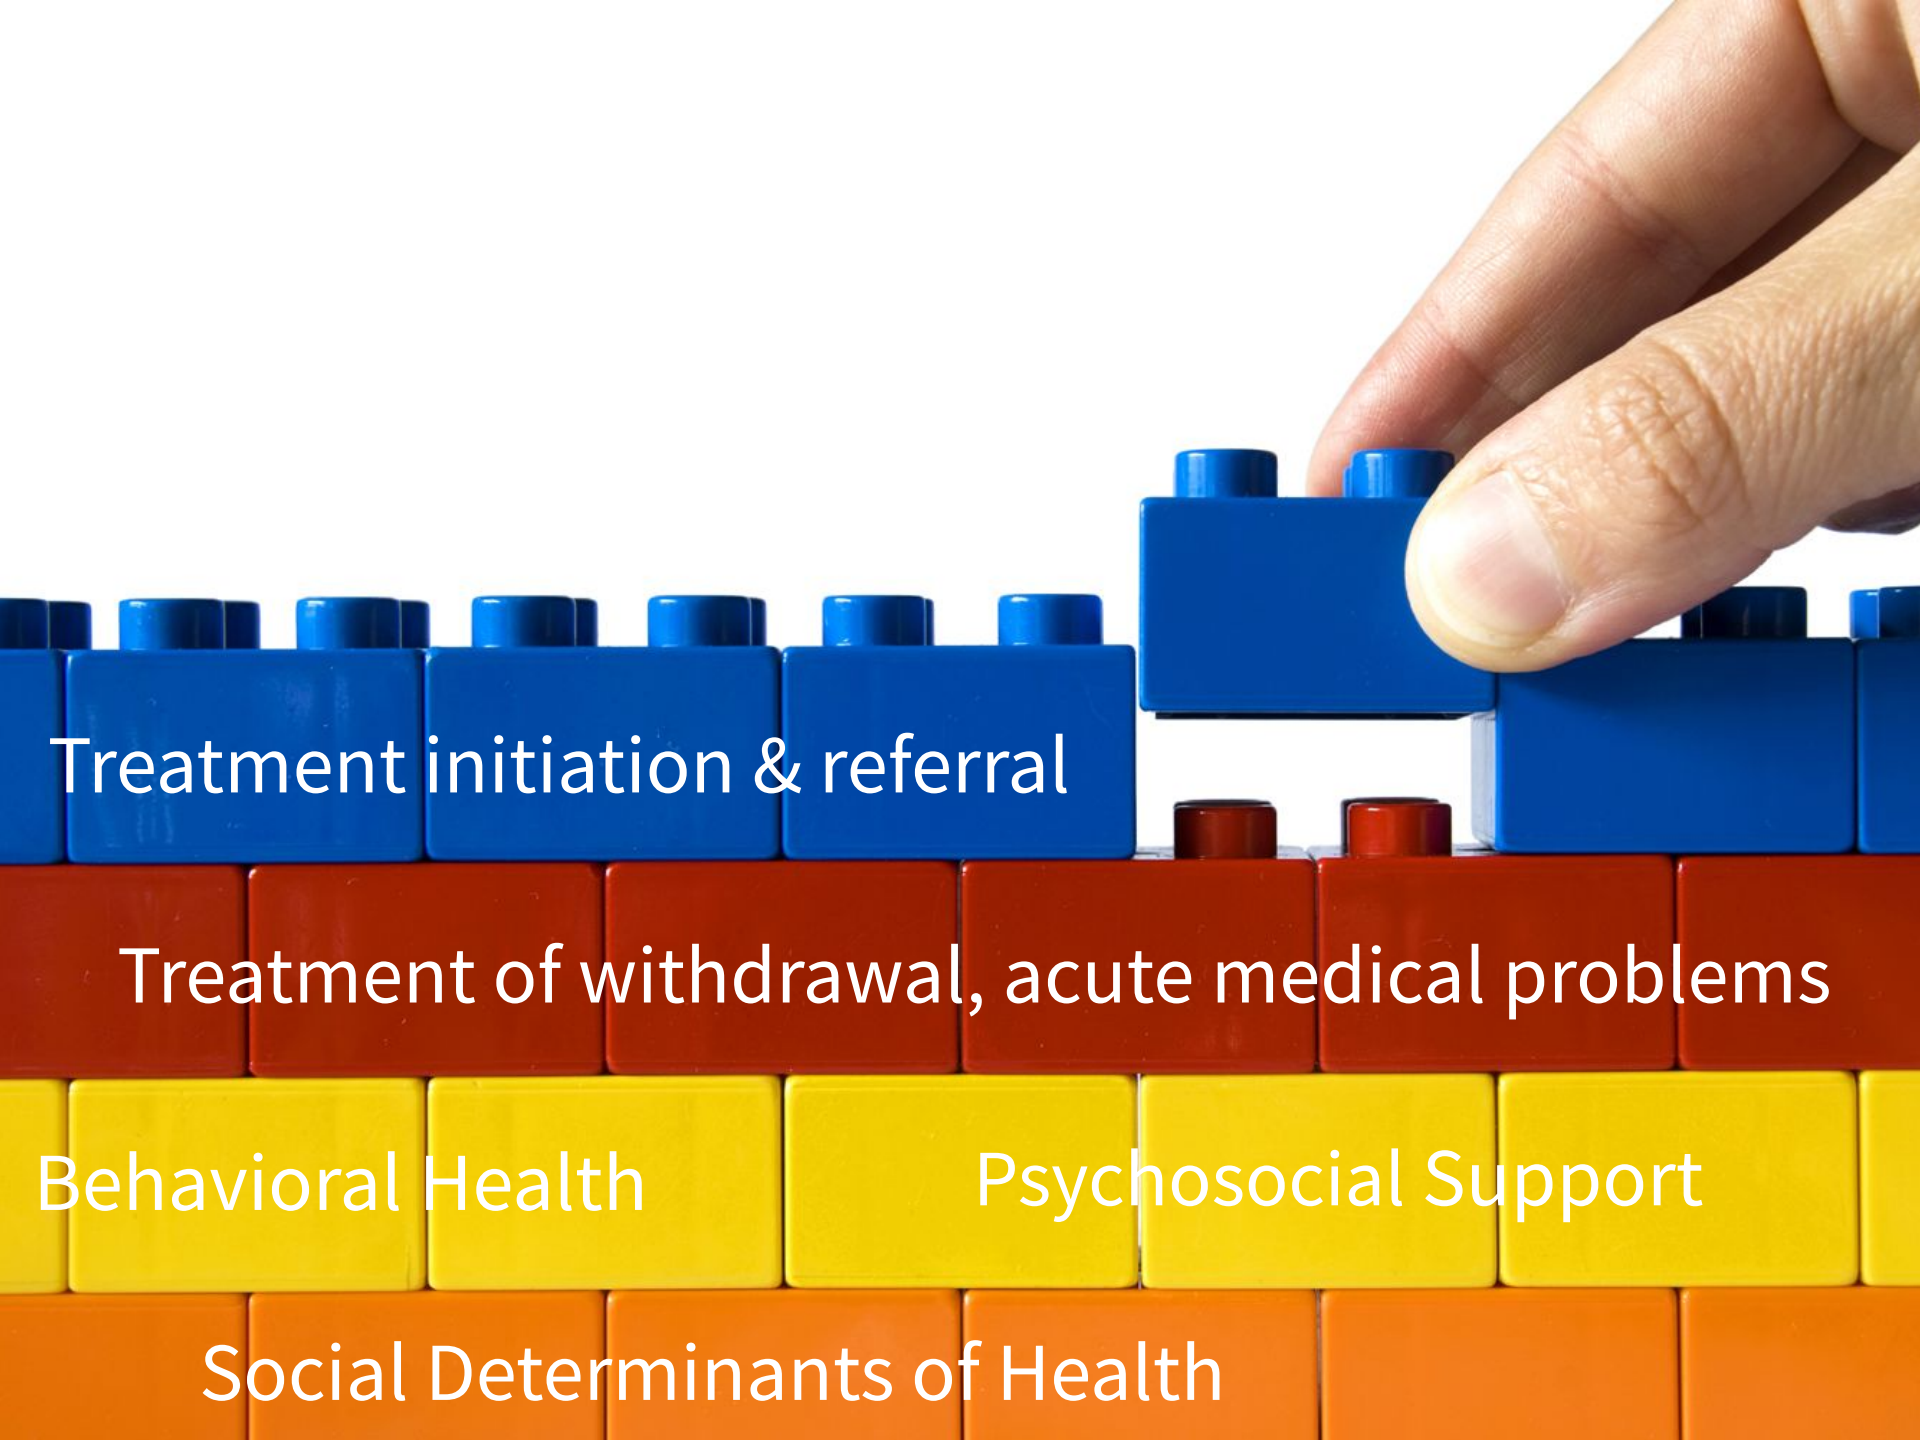 Treatment initiation & referral
Treatment of withdrawal, acute medical problems
Behavioral Health
Psychosocial Support
Social Determinants of Health